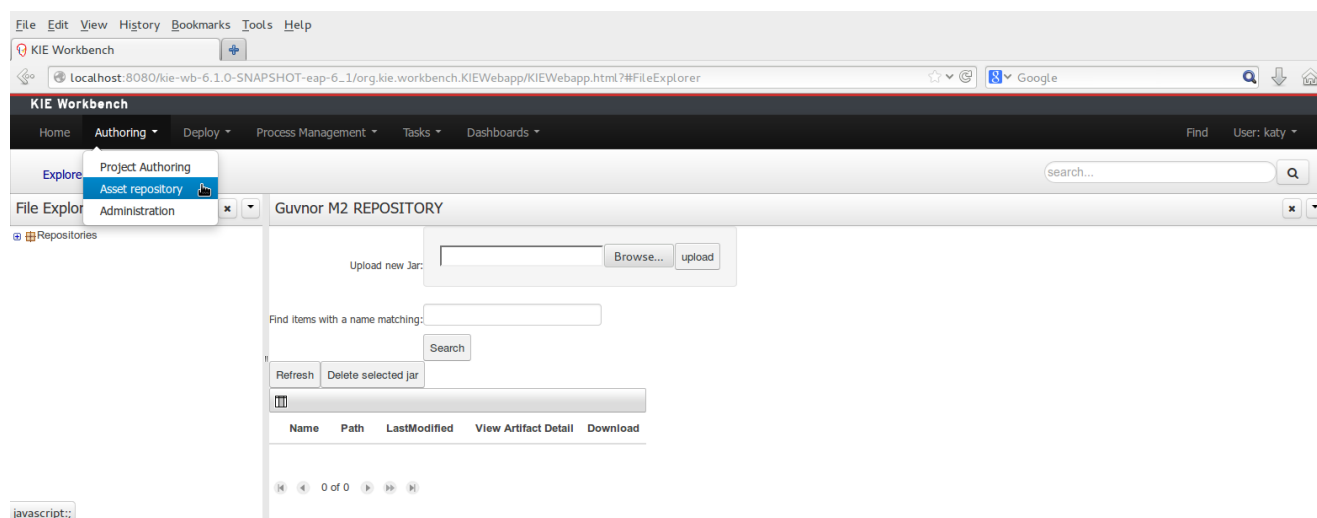 File Edit View History Bookmarks Tools Help
KIE Workbench
localhost:8080/kie-wb-6.1.0-SNAPSHOT-eap-6_1/org.kie.workbench.KIEWebapp/KIEWebapp.html?#FileExplorer
Google
KIE Workbench
Home Authoring Deploy Process Management Tasks Dashboards Find User: katy
Project Authoring
Explore
search...
Asset repository
Administration
File Explor
Guvnor M2 REPOSITORY
Repositories
Upload new Jar: Browse... upload
Find items with a name matching:
Search
Refresh Delete selected jar
Name Path LastModified View Artifact Detail Download
0 of 0
javascript:;